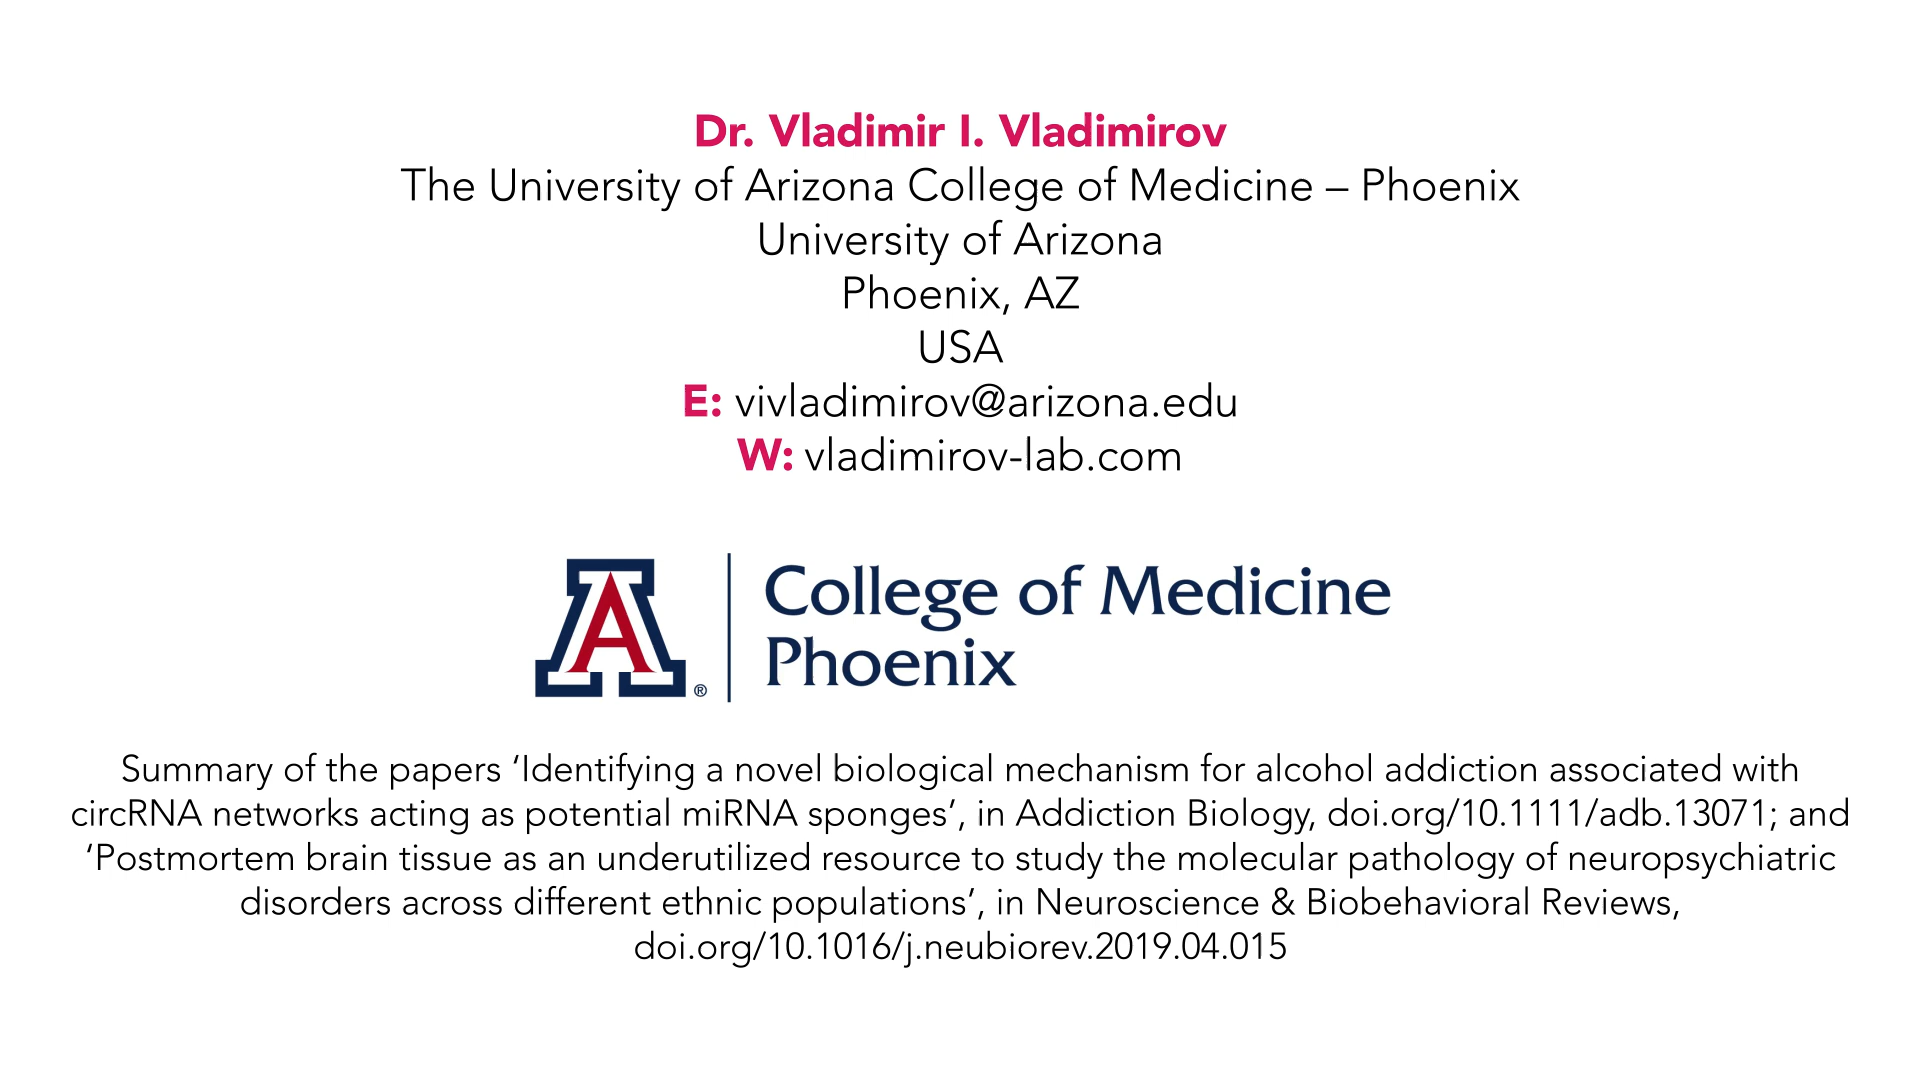 Dr. Vladimir I. Vladimirov
The University of Arizona College of Medicine – Phoenix
University of Arizona
Phoenix, AZ
USA
E: vivladimirov@arizona.edu
W: vladimirov-lab.com
A ®
College of Medicine
Phoenix
Summary of the papers ‘Identifying a novel biological mechanism for alcohol addiction associated with
circRNA networks acting as potential miRNA sponges’, in Addiction Biology, doi.org/10.1111/adb.13071; and
‘Postmortem brain tissue as an underutilized resource to study the molecular pathology of neuropsychiatric
disorders across different ethnic populations’, in Neuroscience & Biobehavioral Reviews,
doi.org/10.1016/j.neubiorev.2019.04.015